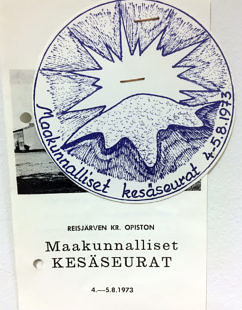 Maakunnalliset kesäseurat 4-5.8.1973
REISJÄRVEN KR. OPISTON
Maakunnalliset
KESÄSEURAT
4.—5.8.1973